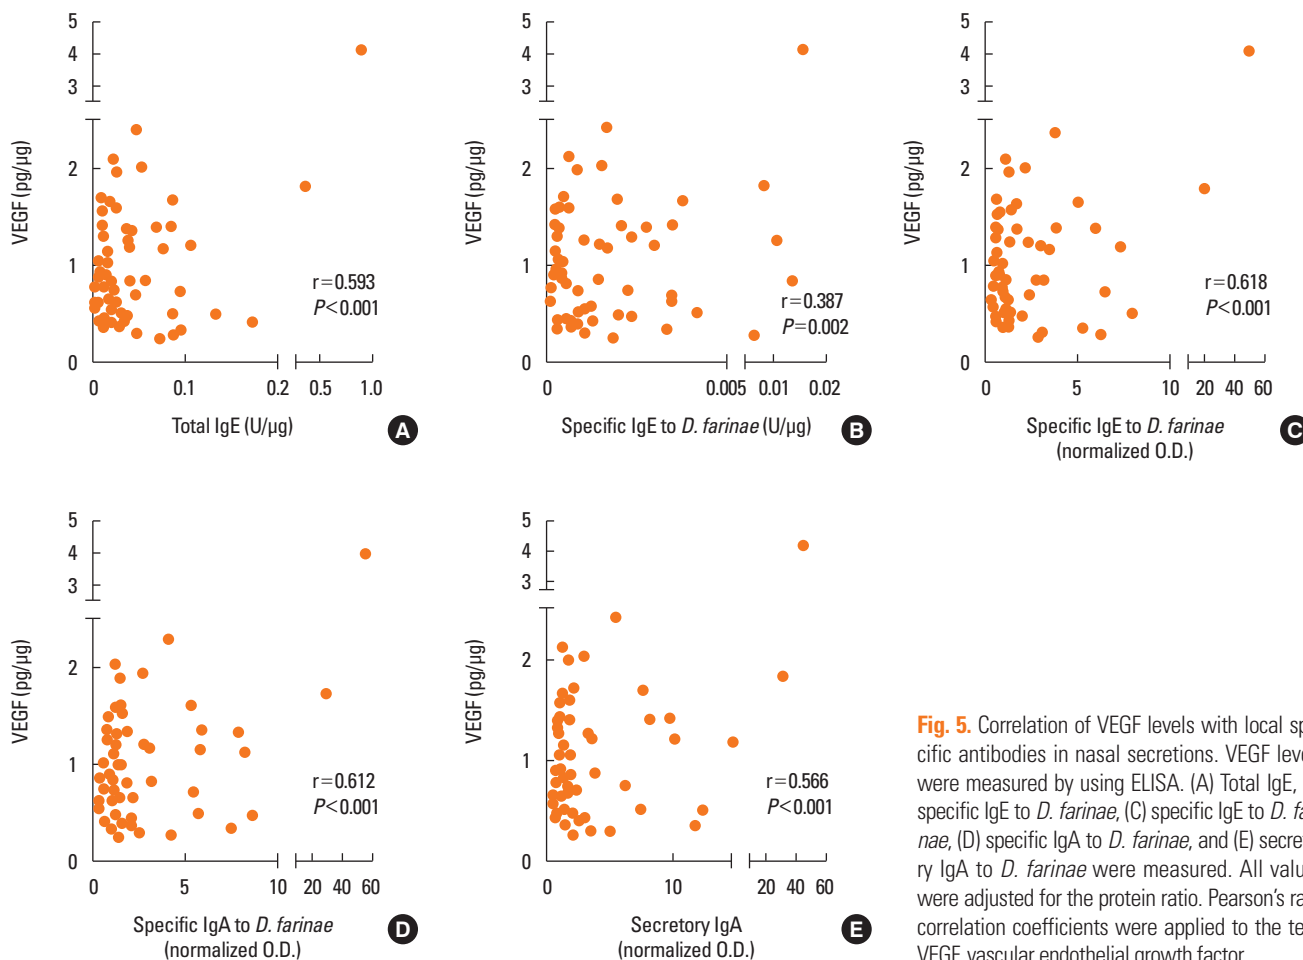 5
4
3
2
1
0
VEGF (pg/µg)
r=0.593
P<0.001
0 0.1 0.2 0.5 1.0
Total IgE (U/µg)
A
5
4
3
2
1
0
VEGF (pg/µg)
r=0.387
P=0.002
0 0.005 0.01 0.02
Specific IgE to D. farinae (U/µg)
B
5
4
3
2
1
0
VEGF (pg/µg)
r=0.618
P<0.001
0 5 10 20 40 60
Specific IgE to D. farinae
(normalized O.D.)
C
5
4
3
2
1
0
VEGF (pg/µg)
r=0.612
P<0.001
0 5 10 20 40 60
Specific IgA to D. farinae
(normalized O.D.)
D
5
4
3
2
1
0
VEGF (pg/µg)
r=0.566
P<0.001
0 10 20 40 60
Secretory IgA
(normalized O.D.)
E
Fig. 5. Correlation of VEGF levels with local spe
cific antibodies in nasal secretions. VEGF level
were measured by using ELISA. (A) Total IgE,
specific IgE to D. farinae, (C) specific IgE to D. fa
nae, (D) specific IgA to D. farinae, and (E) secret
ry IgA to D. farinae were measured. All valu
were adjusted for the protein ratio. Pearson's ra
correlation coefficients were applied to the te
VEGF vascular endothelial growth factor